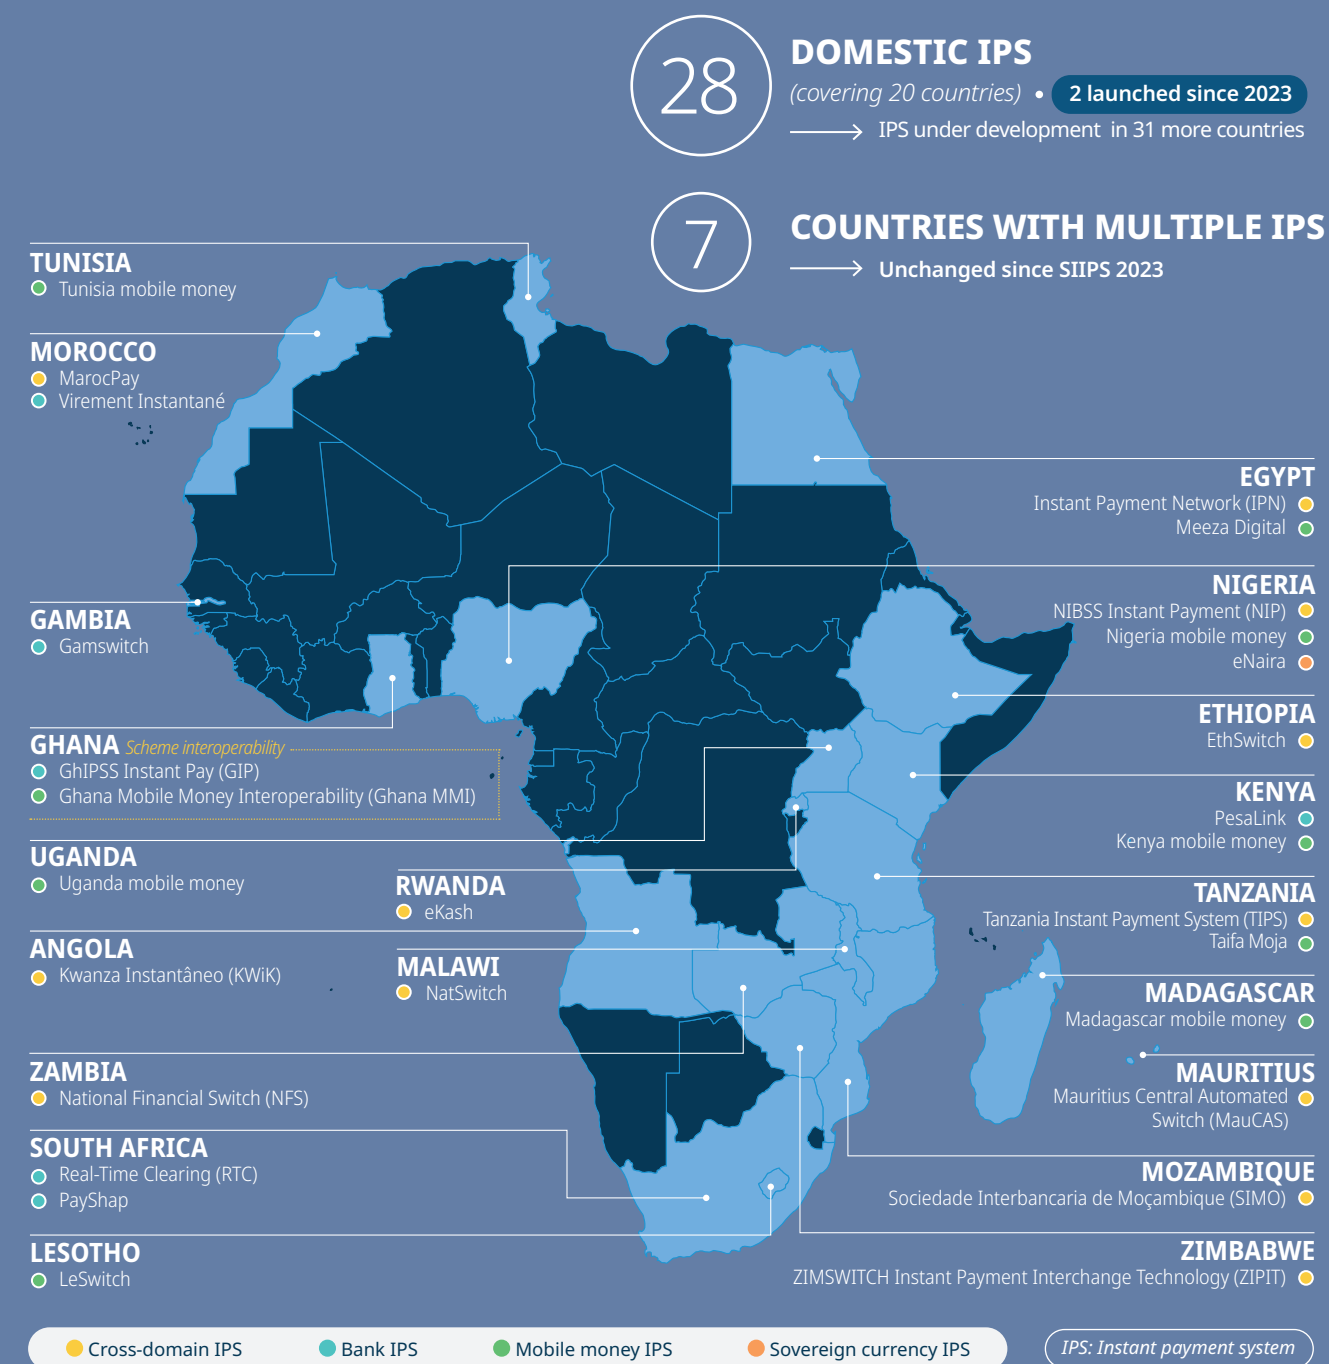 28
DOMESTIC IPS
(covering 20 countries) • 2 launched since 2023
IPS under development in 31 more countries
7
COUNTRIES WITH MULTIPLE IPS
Unchanged since SIIPS 2023
TUNISIA
Tunisia mobile money
MOROCCO
MarocPay
Virement Instantané
GAMBIA
Gamswitch
GHANA Scheme interoperability
GhIPSS Instant Pay (GIP)
Ghana Mobile Money Interoperability (Ghana MMI)
UGANDA
Uganda mobile money
RWANDA
eKash
ANGOLA
Kwanza Instantâneo (KWiK)
MALAWI
NatSwitch
ZAMBIA
National Financial Switch (NFS)
SOUTH AFRICA
Real-Time Clearing (RTC)
PayShap
LESOTHO
LeSwitch
EGYPT
Instant Payment Network (IPN)
Meeza Digital
NIGERIA
NIBSS Instant Payment (NIP)
Nigeria mobile money
eNaira
ETHIOPIA
EthSwitch
KENYA
PesaLink
Kenya mobile money
TANZANIA
Tanzania Instant Payment System (TIPS)
Taifa Moja
MADAGASCAR
Madagascar mobile money
MAURITIUS
Mauritius Central Automated
Switch (MauCAS)
MOZAMBIQUE
Sociedade Interbancaria de Moçambique (SIMO)
ZIMBABWE
ZIMSWITCH Instant Payment Interchange Technology (ZIPIT)
Cross-domain IPS
Bank IPS
Mobile money IPS
Sovereign currency IPS
IPS: Instant payment system